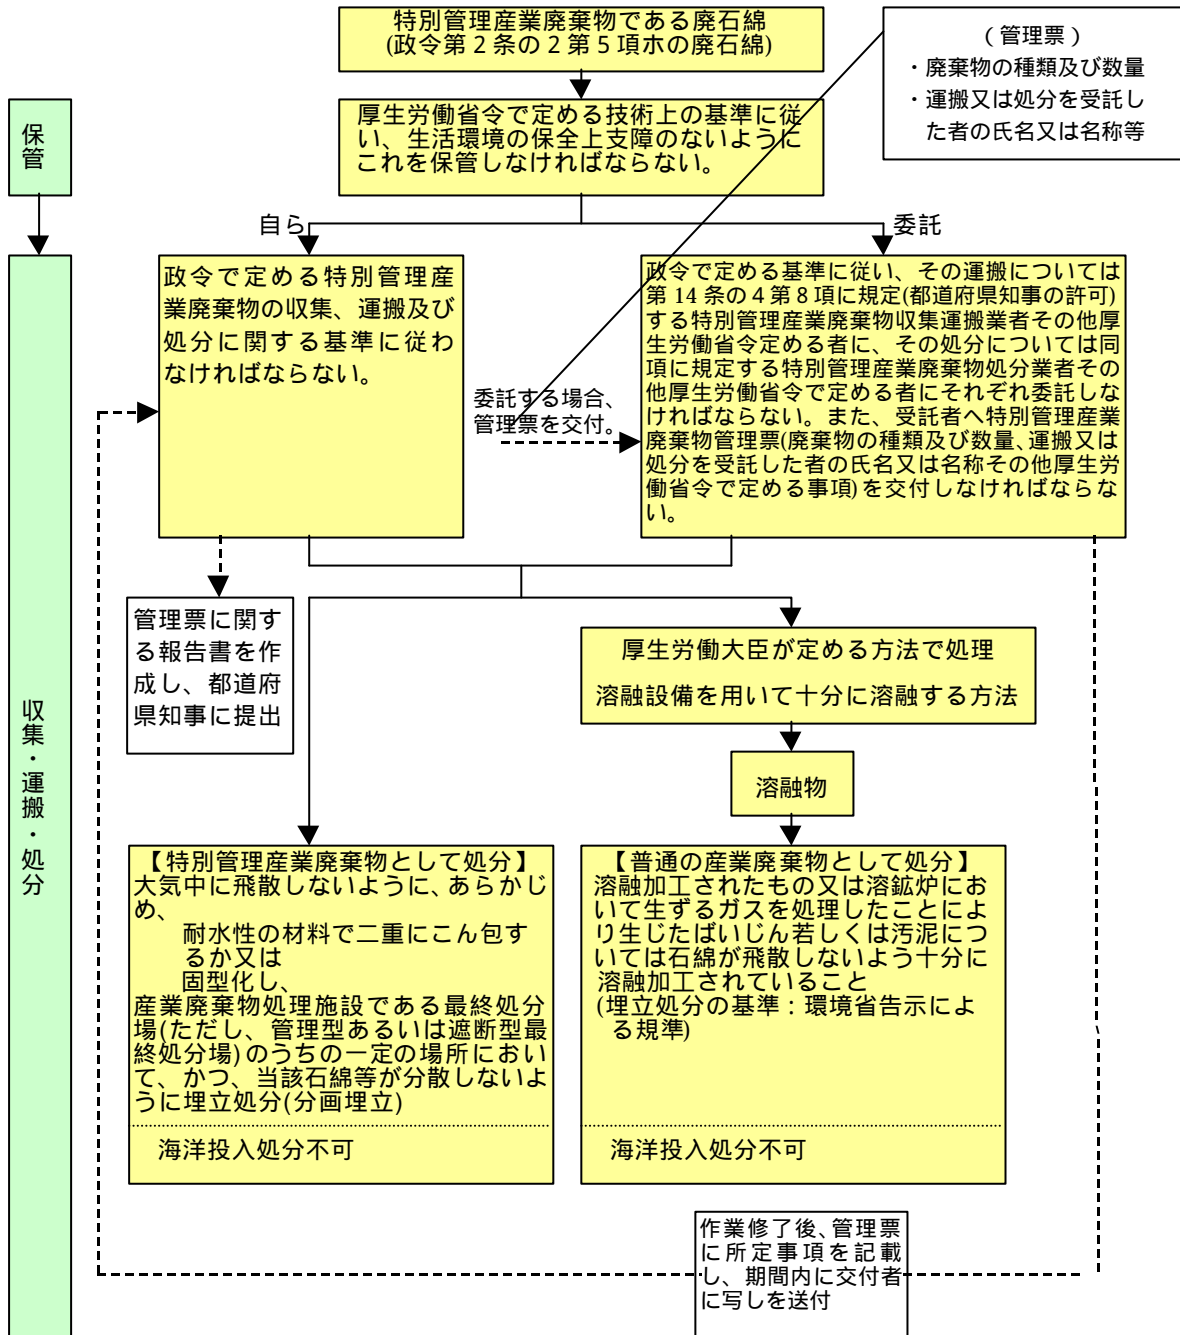 特別管理産業廃棄物である廃石綿
(政令第２条の２第５項ホの廃石綿)
（管理票）
・廃棄物の種類及び数量
・運搬又は処分を受託し
た者の氏名又は名称等
保管
厚生労働省令で定める技術上の基準に従
い、生活環境の保全上支障のないように
これを保管しなければならない。
自ら
委託
政令で定める特別管理産
業廃棄物の収集、運搬及び
処分に関する基準に従わ
なければならない。
委託する場合、
管理票を交付。
政令で定める基準に従い、その運搬については
第14条の４第８項に規定(都道府県知事の許可)
する特別管理産業廃棄物収集運搬業者その他厚
生労働省令定める者に、その処分については同
項に規定する特別管理産業廃棄物処分業者その
他厚生労働省令で定める者にそれぞれ委託しな
ければならない。また、受託者へ特別管理産業
廃棄物管理票(廃棄物の種類及び数量、運搬又は
処分を受託した者の氏名又は名称その他厚生労
働省令で定める事項)を交付しなければならな
い。
収集・運搬・処分
管理票に関す
る報告書を作
成し、都道府
県知事に提出
厚生労働大臣が定める方法で処理
溶融設備を用いて十分に溶融する方法
溶融物
【特別管理産業廃棄物として処分】
大気中に飛散しないように、あらかじ
め、
耐水性の材料で二重にこん包す
るか又は
固型化し、
産業廃棄物処理施設である最終処分
場(ただし、管理型あるいは遮断型最
終処分場)のうちの一定の場所におい
て、かつ、当該石綿等が分散しないよ
うに埋立処分(分画埋立)
海洋投入処分不可
【普通の産業廃棄物として処分】
溶融加工されたもの又は溶鉱炉にお
いて生ずるガスを処理したことによ
り生じたばいじん若しくは汚泥につ
いては石綿が飛散しないよう十分に
溶融加工されていること
(埋立処分の基準：環境省告示によ
る規準)
海洋投入処分不可
作業修了後、管理票
に所定事項を記載
し、期間内に交付者
に写しを送付